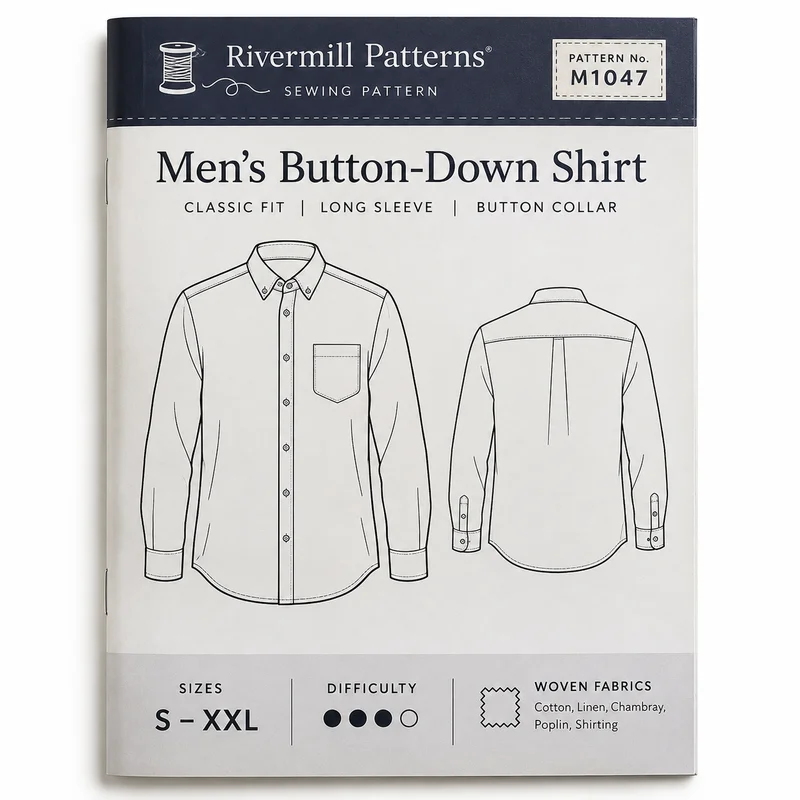 Rivermill Patterns®
SEWING PATTERN
PATTERN No.
M1047
Men's Button-Down Shirt
CLASSIC FIT | LONG SLEEVE | BUTTON COLLAR
SIZES
S – XXL
DIFFICULTY
WOVEN FABRICS
Cotton, Linen, Chambray,
Poplin, Shirting